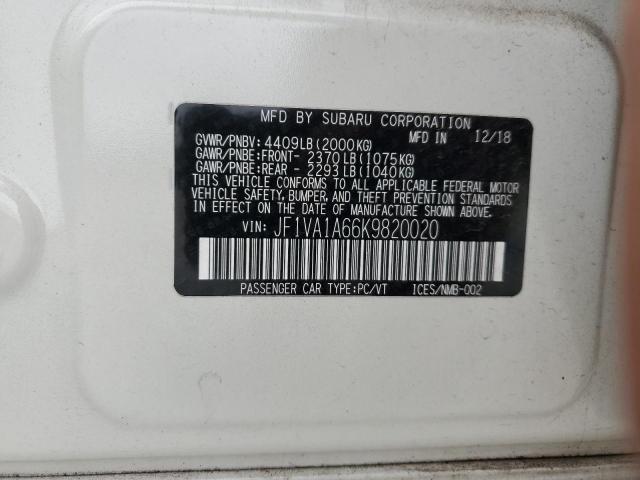 MFD BY SUBARU CORPORATION
MFD IN 12/18
GVWR/PNBV: 4409LB(2000KG)
GAWR/PNBE:FRONT- 2370LB(1075KG)
GAWR/PNBE:REAR - 2293LB(1040KG)
THIS VEHICLE CONFORMS TO ALL APPLICABLE FEDERAL MOTOR
VEHICLE SAFETY, BUMPER, AND THEFT PREVENTION STANDARDS
IN EFFECT ON THE DATE OF MANUFACTURE SHOWN ABOVE.
VIN: JF1VA1A66K9820020
PASSENGER CAR TYPE:PC/VT ICES/NMB-002